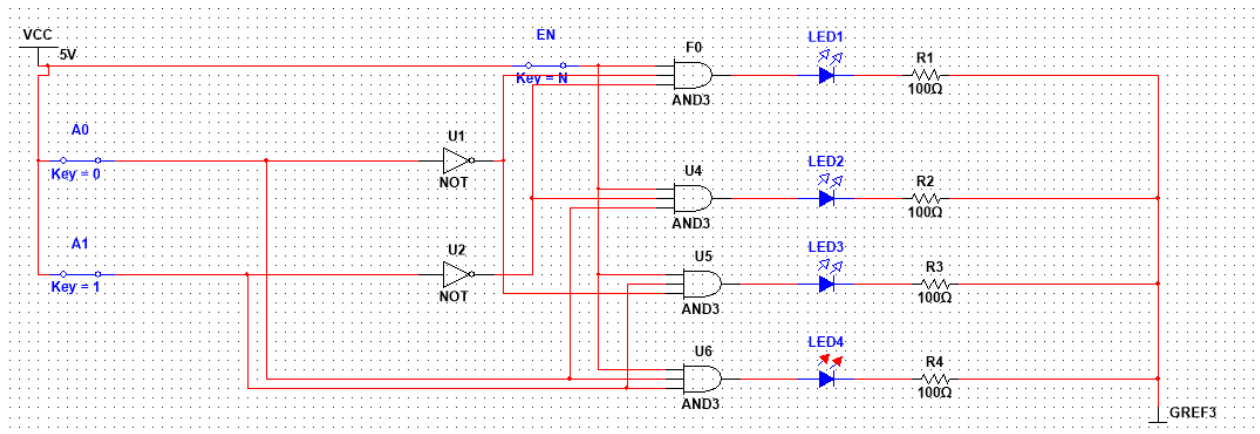 VCC
5V
EN
Key = N
F0
AND3
LED1
R1
100Ω
A0
Key = 0
U1
NOT
U4
AND3
LED2
R2
100Ω
A1
Key = 1
U2
NOT
U5
AND3
LED3
R3
100Ω
U6
AND3
LED4
R4
100Ω
GREF3